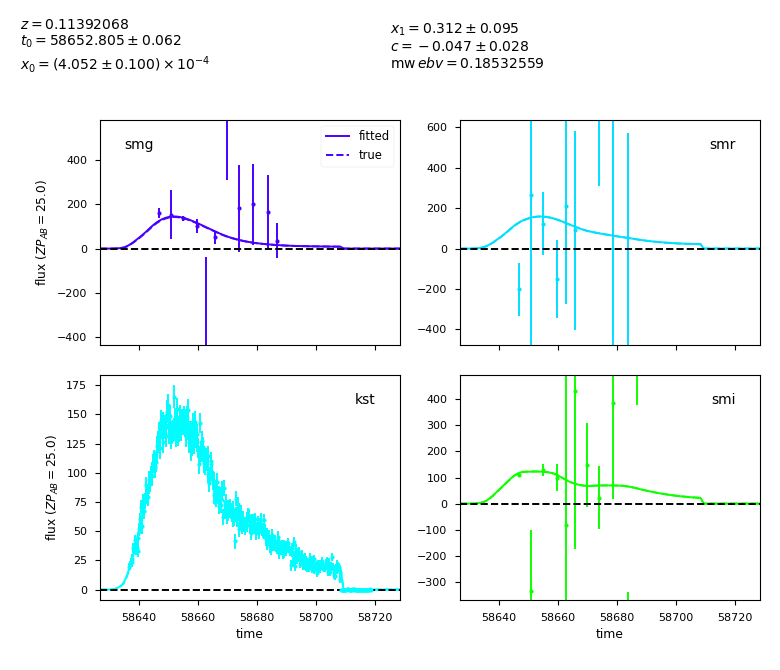 z = 0.11392068
t₀ = 58652.805 ± 0.062
x₀ = (4.052 ± 0.100) × 10⁻⁴
x₁ = 0.312 ± 0.095
c = −0.047 ± 0.028
mw ebv = 0.18532559
smg
fitted
true
400
200
0
−200
−400
flux (ZP_AB = 25.0)
smr
600
400
200
0
−200
−400
kst
175
150
125
100
75
50
25
0
flux (ZP_AB = 25.0)
58640 58660 58680 58700 58720
time
smi
400
300
200
100
0
−100
−200
−300
58640 58660 58680 58700 58720
time